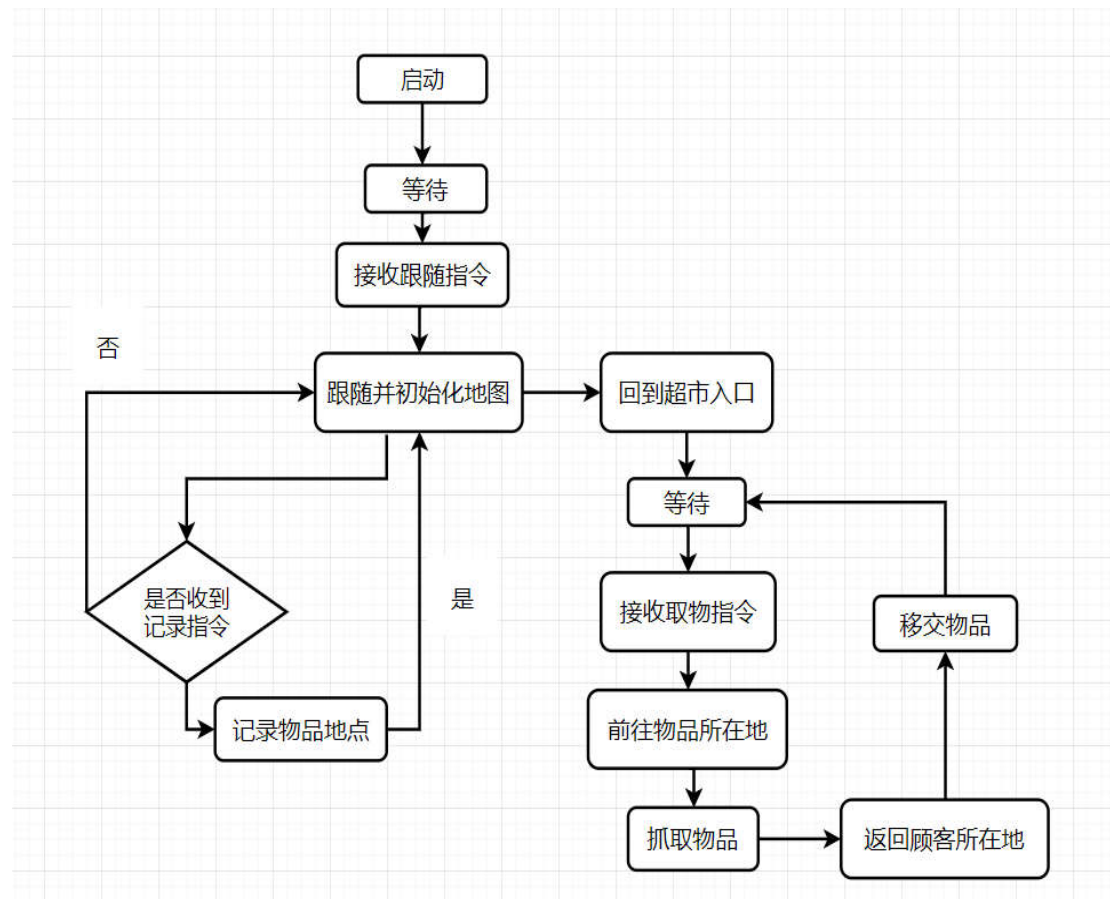 启动
等待
接收跟随指令
否
跟随并初始化地图
回到超市入口
等待
是否收到
记录指令
是
接收取物指令
移交物品
记录物品地点
前往物品所在地
抓取物品
返回顾客所在地